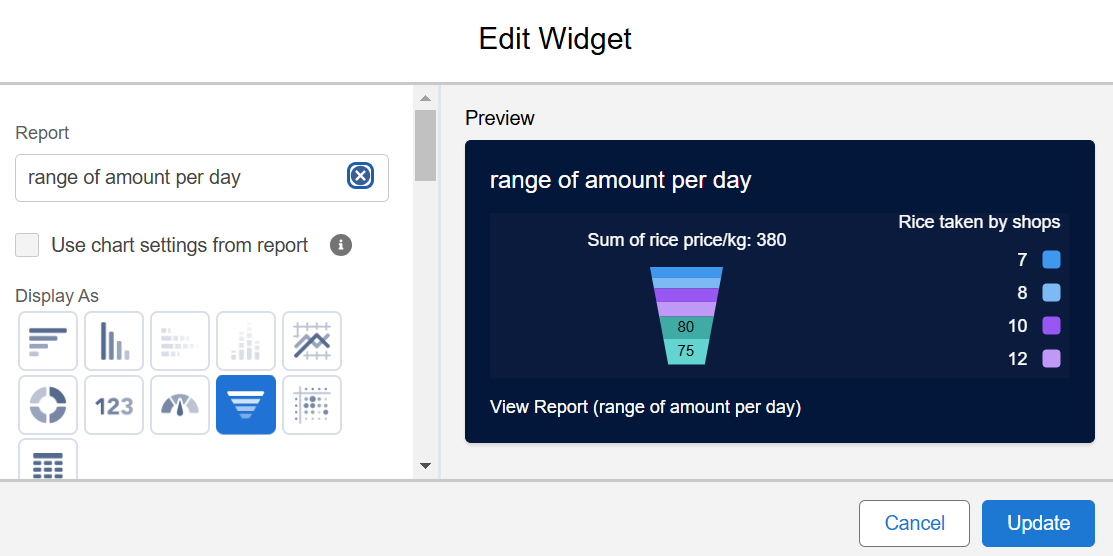 Edit Widget
Report
range of amount per day
Use chart settings from report
Display As
123
Preview
range of amount per day
Rice taken by shops
Sum of rice price/kg: 380
7
8
10
12
80
75
View Report (range of amount per day)
Cancel
Update